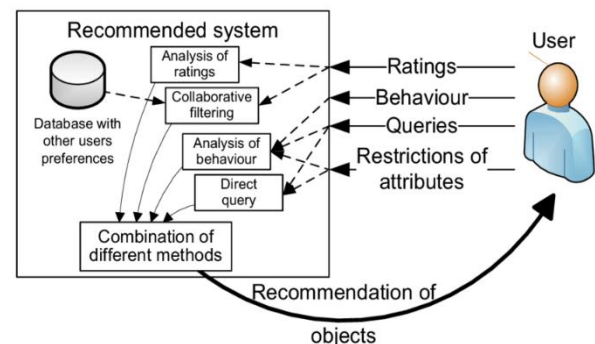 Recommended system
User
Analysis of
ratings
Ratings
Collaborative
filtering
Behaviour
Database with
other users
preferences
Analysis of
behaviour
Queries
Direct
query
Restrictions of
attributes
Combination of
different methods
Recommendation of
objects